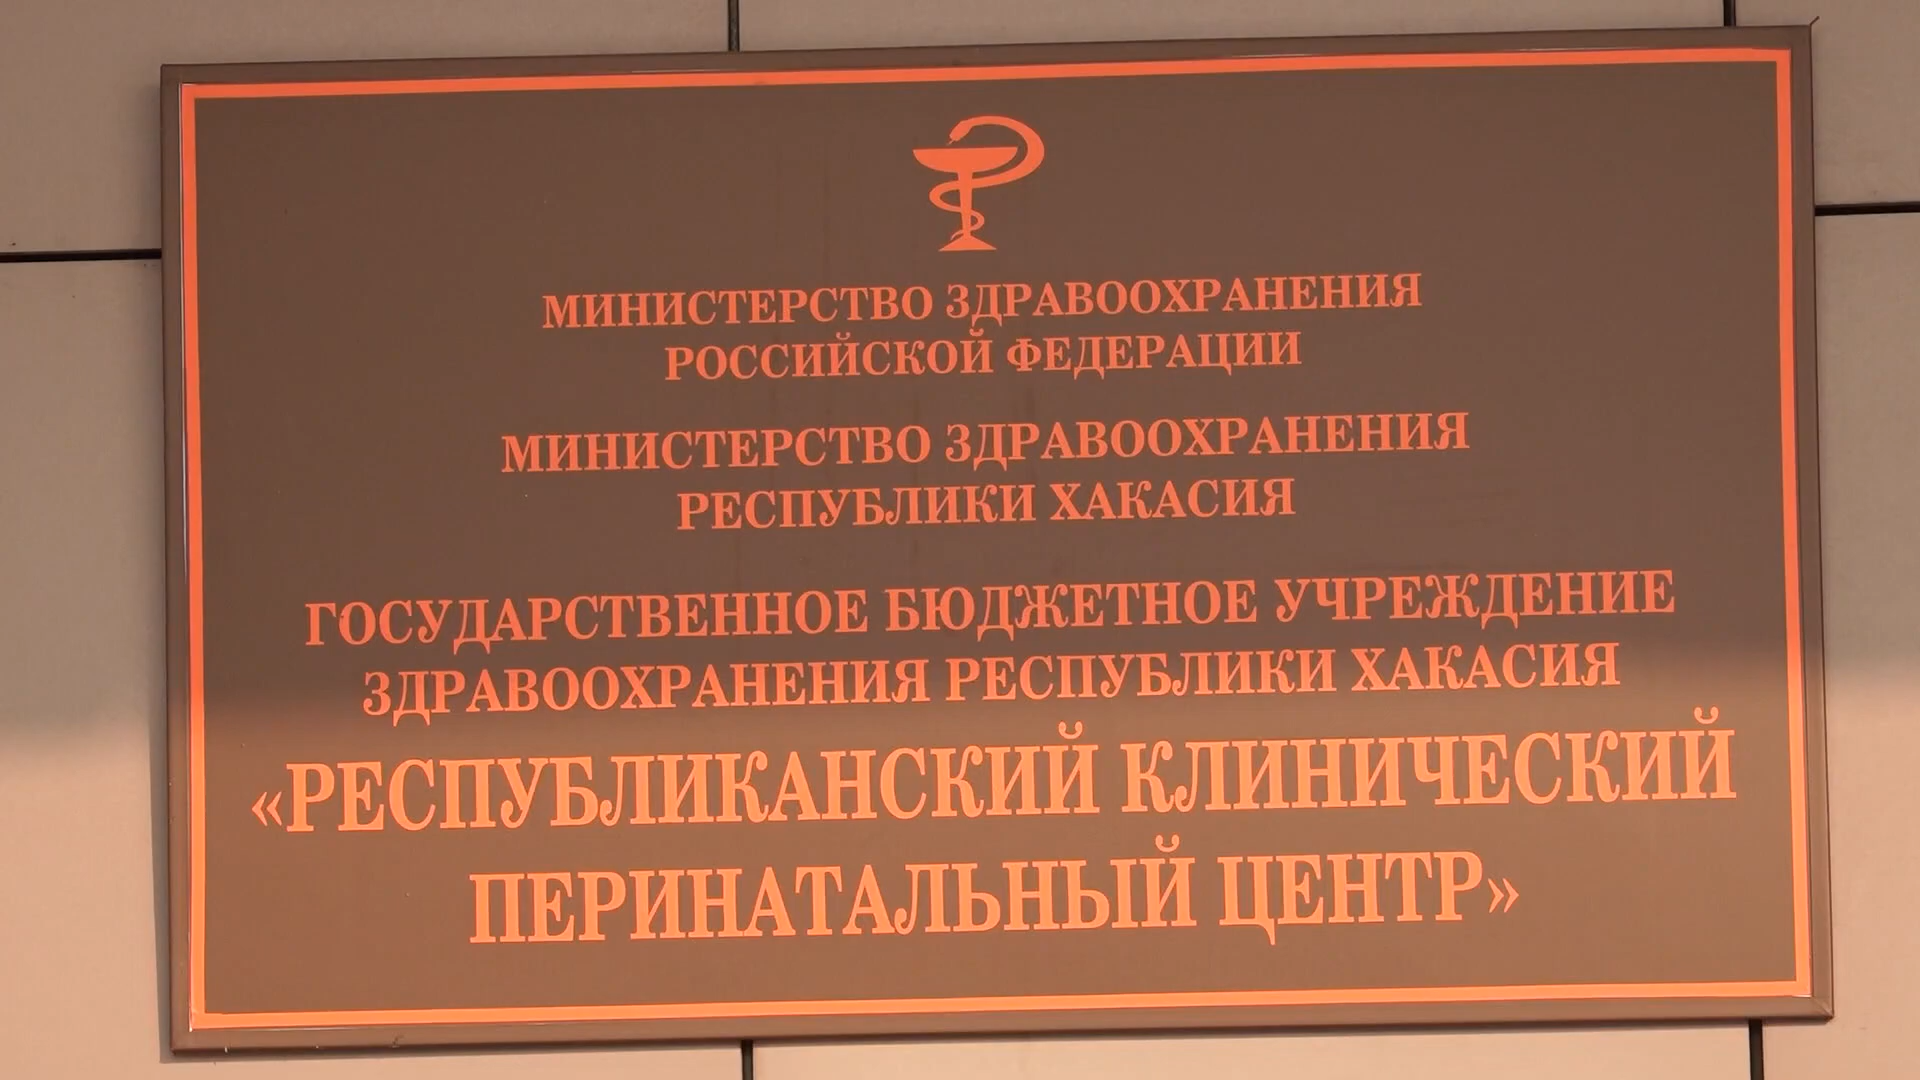 МИНИСТЕРСТВО ЗДРАВООХРАНЕНИЯ
РОССИЙСКОЙ ФЕДЕРАЦИИ
МИНИСТЕРСТВО ЗДРАВООХРАНЕНИЯ
РЕСПУБЛИКИ ХАКАСИЯ
ГОСУДАРСТВЕННОЕ БЮДЖЕТНОЕ УЧРЕЖДЕНИЕ
ЗДРАВООХРАНЕНИЯ РЕСПУБЛИКИ ХАКАСИЯ
«РЕСПУБЛИКАНСКИЙ КЛИНИЧЕСКИЙ
ПЕРИНАТАЛЬНЫЙ ЦЕНТР»